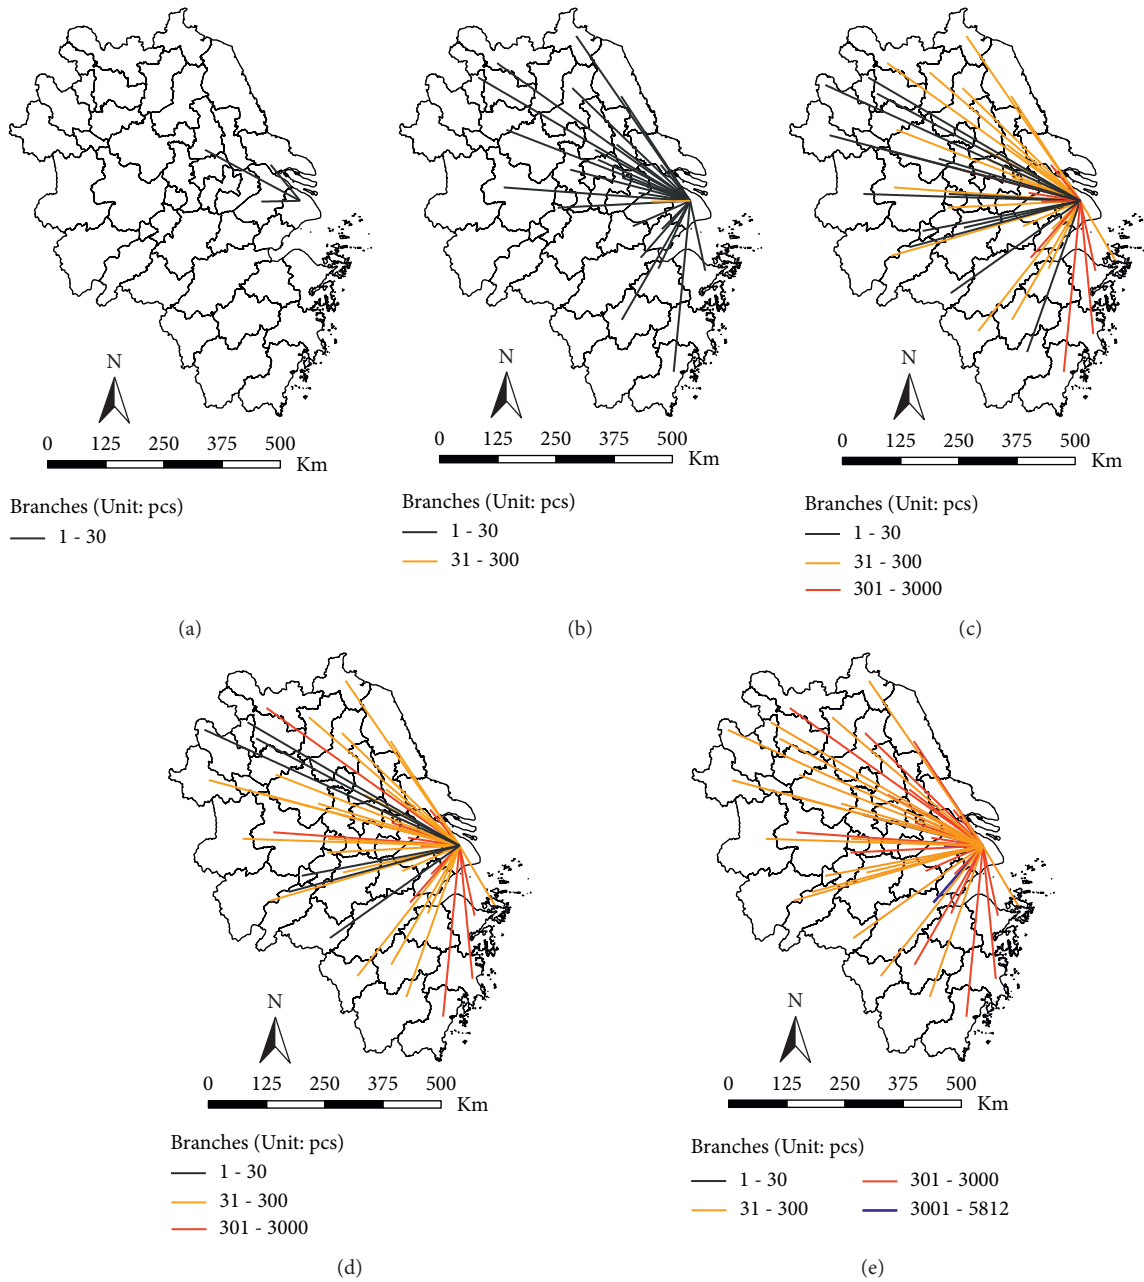 N
0 125 250 375 500
Km
Branches (Unit: pcs)
1 - 30
(a)
N
0 125 250 375 500
Km
Branches (Unit: pcs)
1 - 30
31 - 300
(b)
N
0 125 250 375 500
Km
Branches (Unit: pcs)
1 - 30
31 - 300
301 - 3000
(c)
N
0 125 250 375 500
Km
Branches (Unit: pcs)
1 - 30
31 - 300
301 - 3000
(d)
N
0 125 250 375 500
Km
Branches (Unit: pcs)
1 - 30 301 - 3000
31 - 300 3001 - 5812
(e)